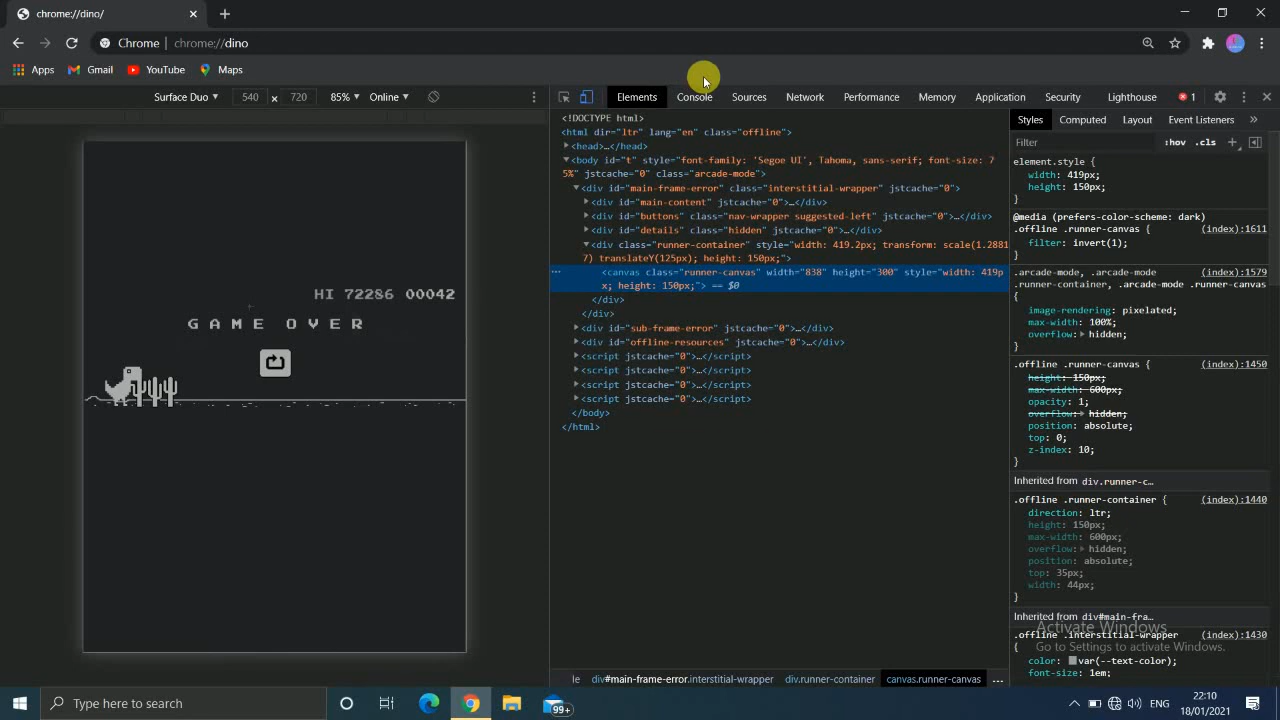 chrome://dino/
Chrome | chrome://dino
Apps Gmail YouTube Maps
Surface Duo ▼ 540 x 720 85% ▼ Online ▼
Elements Console Sources Network Performance Memory Application Security Lighthouse 1
HI 72286 00042
GAME OVER
<!DOCTYPE html>
<html dir="ltr" lang="en" class="offline">
<head>…</head>
<body id="t" style="font-family: 'Segoe UI', Tahoma, sans-serif; font-size: 7
5%" jstcache="0" class="arcade-mode">
<div id="main-frame-error" class="interstitial-wrapper" jstcache="0">
<div id="main-content" jstcache="0">…</div>
<div id="buttons" class="nav-wrapper suggested-left" jstcache="0">…</div>
<div id="details" class="hidden" jstcache="0">…</div>
<div class="runner-container" style="width: 419.2px; transform: scale(1.2881
7) translateY(125px); height: 150px;">
… <canvas class="runner-canvas" width="838" height="300" style="width: 419p
x; height: 150px;"> == $0
</div>
</div>
<div id="sub-frame-error" jstcache="0">…</div>
<div id="offline-resources" jstcache="0">…</div>
<script jstcache="0">…</script>
<script jstcache="0">…</script>
<script jstcache="0">…</script>
<script jstcache="0">…</script>
</body>
</html>
le div#main-frame-error.interstitial-wrapper div.runner-container canvas.runner-canvas …
Styles Computed Layout Event Listeners »
Filter :hov .cls +
element.style {
width: 419px;
height: 150px;
}
@media (prefers-color-scheme: dark)
.offline .runner-canvas { (index):1611
filter: invert(1);
}
.arcade-mode, .arcade-mode (index):1579
.runner-container, .arcade-mode .runner-canvas
{
image-rendering: pixelated;
max-width: 100%;
overflow: hidden;
}
.offline .runner-canvas { (index):1450
height: 150px;
max-width: 600px;
opacity: 1;
overflow: hidden;
position: absolute;
top: 0;
z-index: 10;
}
Inherited from div.runner-c…
.offline .runner-container { (index):1440
direction: ltr;
height: 150px;
max-width: 600px;
overflow: hidden;
position: absolute;
top: 35px;
width: 44px;
}
Inherited from div#main-fra…
.offline .interstitial-wrapper (index):1430
{
color: var(--text-color);
font-size: 1em;
Activate Windows
Go to Settings to activate Windows.
Type here to search
99+
ENG
22:10
18/01/2021